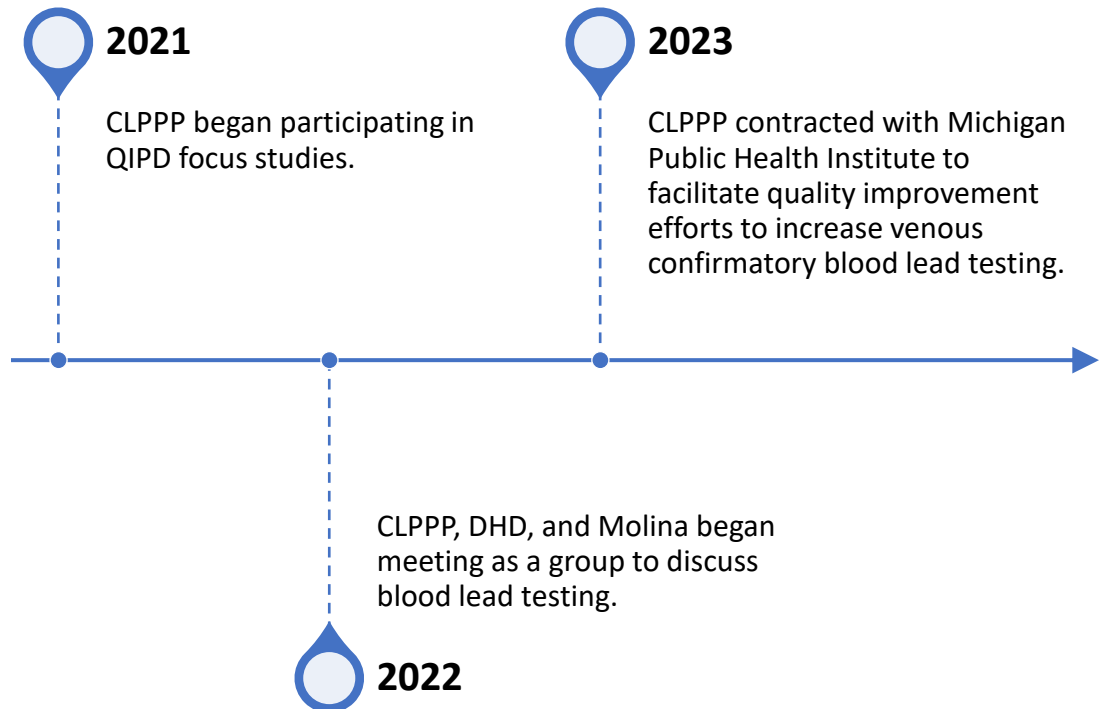 2021
CLPPP began participating in
QIPD focus studies.
2023
CLPPP contracted with Michigan
Public Health Institute to
facilitate quality improvement
efforts to increase venous
confirmatory blood lead testing.
CLPPP, DHD, and Molina began
meeting as a group to discuss
blood lead testing.
2022